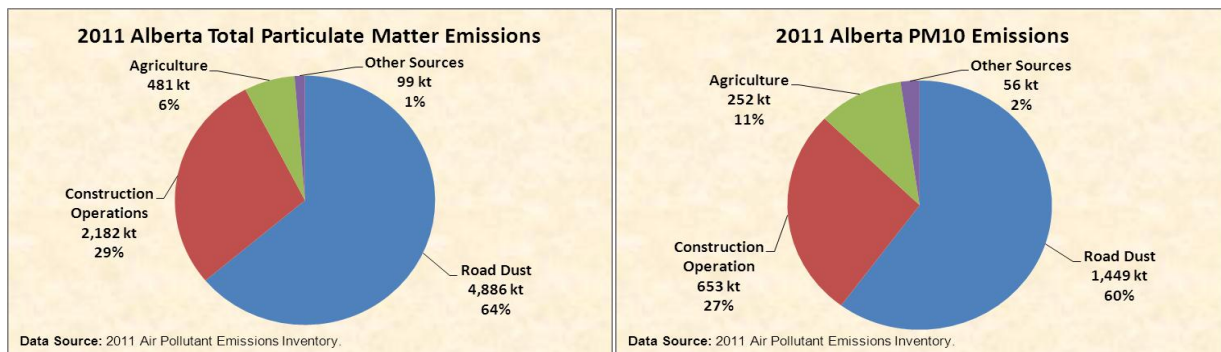 2011 Alberta Total Particulate Matter Emissions
Agriculture
481 kt
6%
Other Sources
99 kt
1%
Construction
Operations
2,182 kt
29%
Road Dust
4,886 kt
64%
Data Source: 2011 Air Pollutant Emissions Inventory.
2011 Alberta PM10 Emissions
Agriculture
252 kt
11%
Other Sources
56 kt
2%
Construction
Operation
653 kt
27%
Road Dust
1,449 kt
60%
Data Source: 2011 Air Pollutant Emissions Inventory.